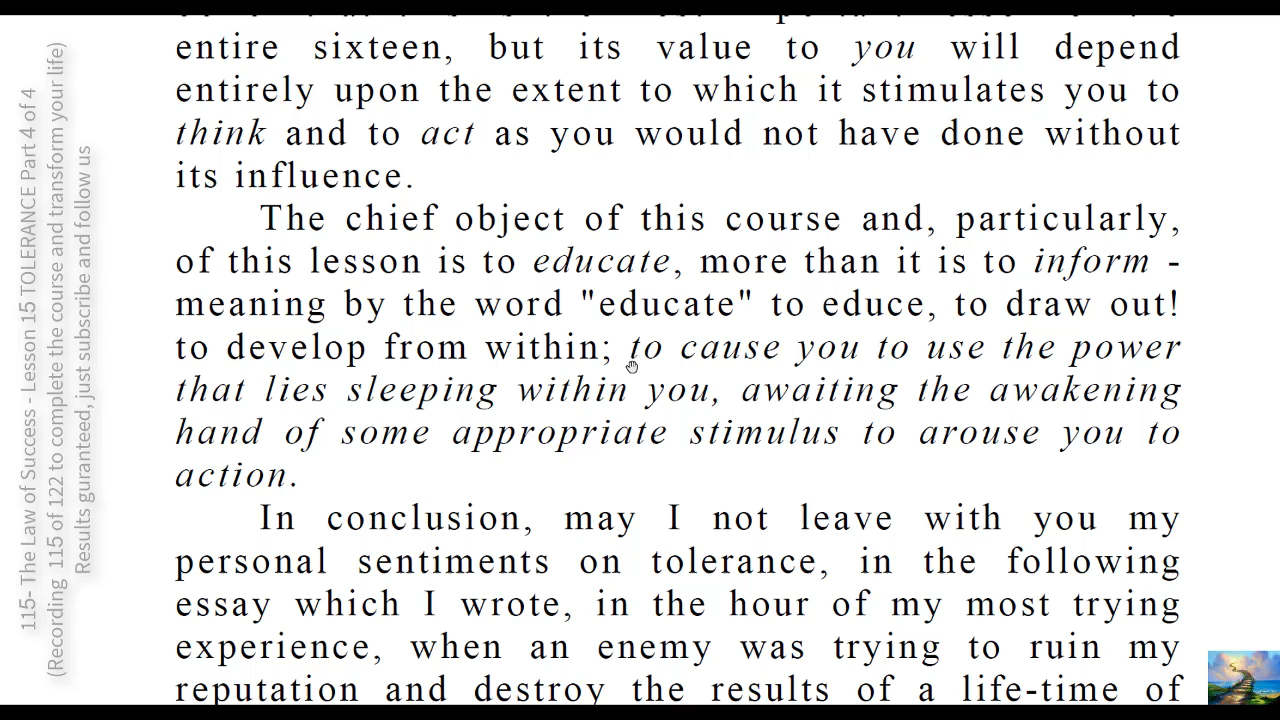 entire sixteen, but its value to you will depend
entirely upon the extent to which it stimulates you to
think and to act as you would not have done without
its influence.
The chief object of this course and, particularly,
of this lesson is to educate, more than it is to inform -
meaning by the word "educate" to educe, to draw out!
to develop from within; to cause you to use the power
that lies sleeping within you, awaiting the awakening
hand of some appropriate stimulus to arouse you to
action.
In conclusion, may I not leave with you my
personal sentiments on tolerance, in the following
essay which I wrote, in the hour of my most trying
experience, when an enemy was trying to ruin my
reputation and destroy the results of a life-time of
115- The Law of Success - Lesson 15 TOLERANCE Part 4 of 4
(Recording 115 of 122 to complete the course and transform your life)
Results guranteed, just subscribe and follow us